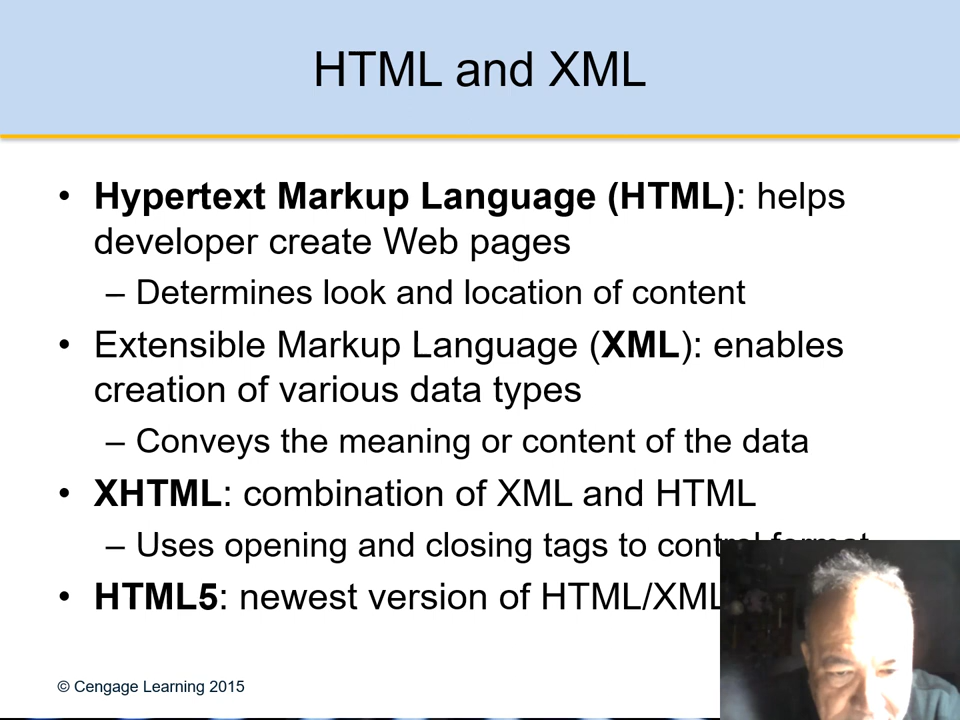 HTML and XML
• Hypertext Markup Language (HTML): helps
developer create Web pages
– Determines look and location of content
• Extensible Markup Language (XML): enables
creation of various data types
– Conveys the meaning or content of the data
• XHTML: combination of XML and HTML
– Uses opening and closing tags to control format
• HTML5: newest version of HTML/XML
© Cengage Learning 2015